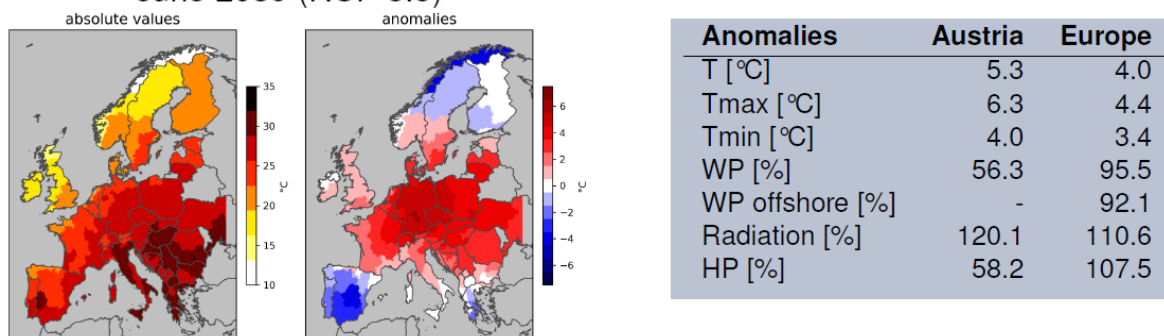 absolute values
anomalies
35
30
25
20
15
10
°C
6
4
2
0
−2
−4
−6
°C
Anomalies Austria Europe
T [°C] 5.3 4.0
Tmax [°C] 6.3 4.4
Tmin [°C] 4.0 3.4
WP [%] 56.3 95.5
WP offshore [%] - 92.1
Radiation [%] 120.1 110.6
HP [%] 58.2 107.5